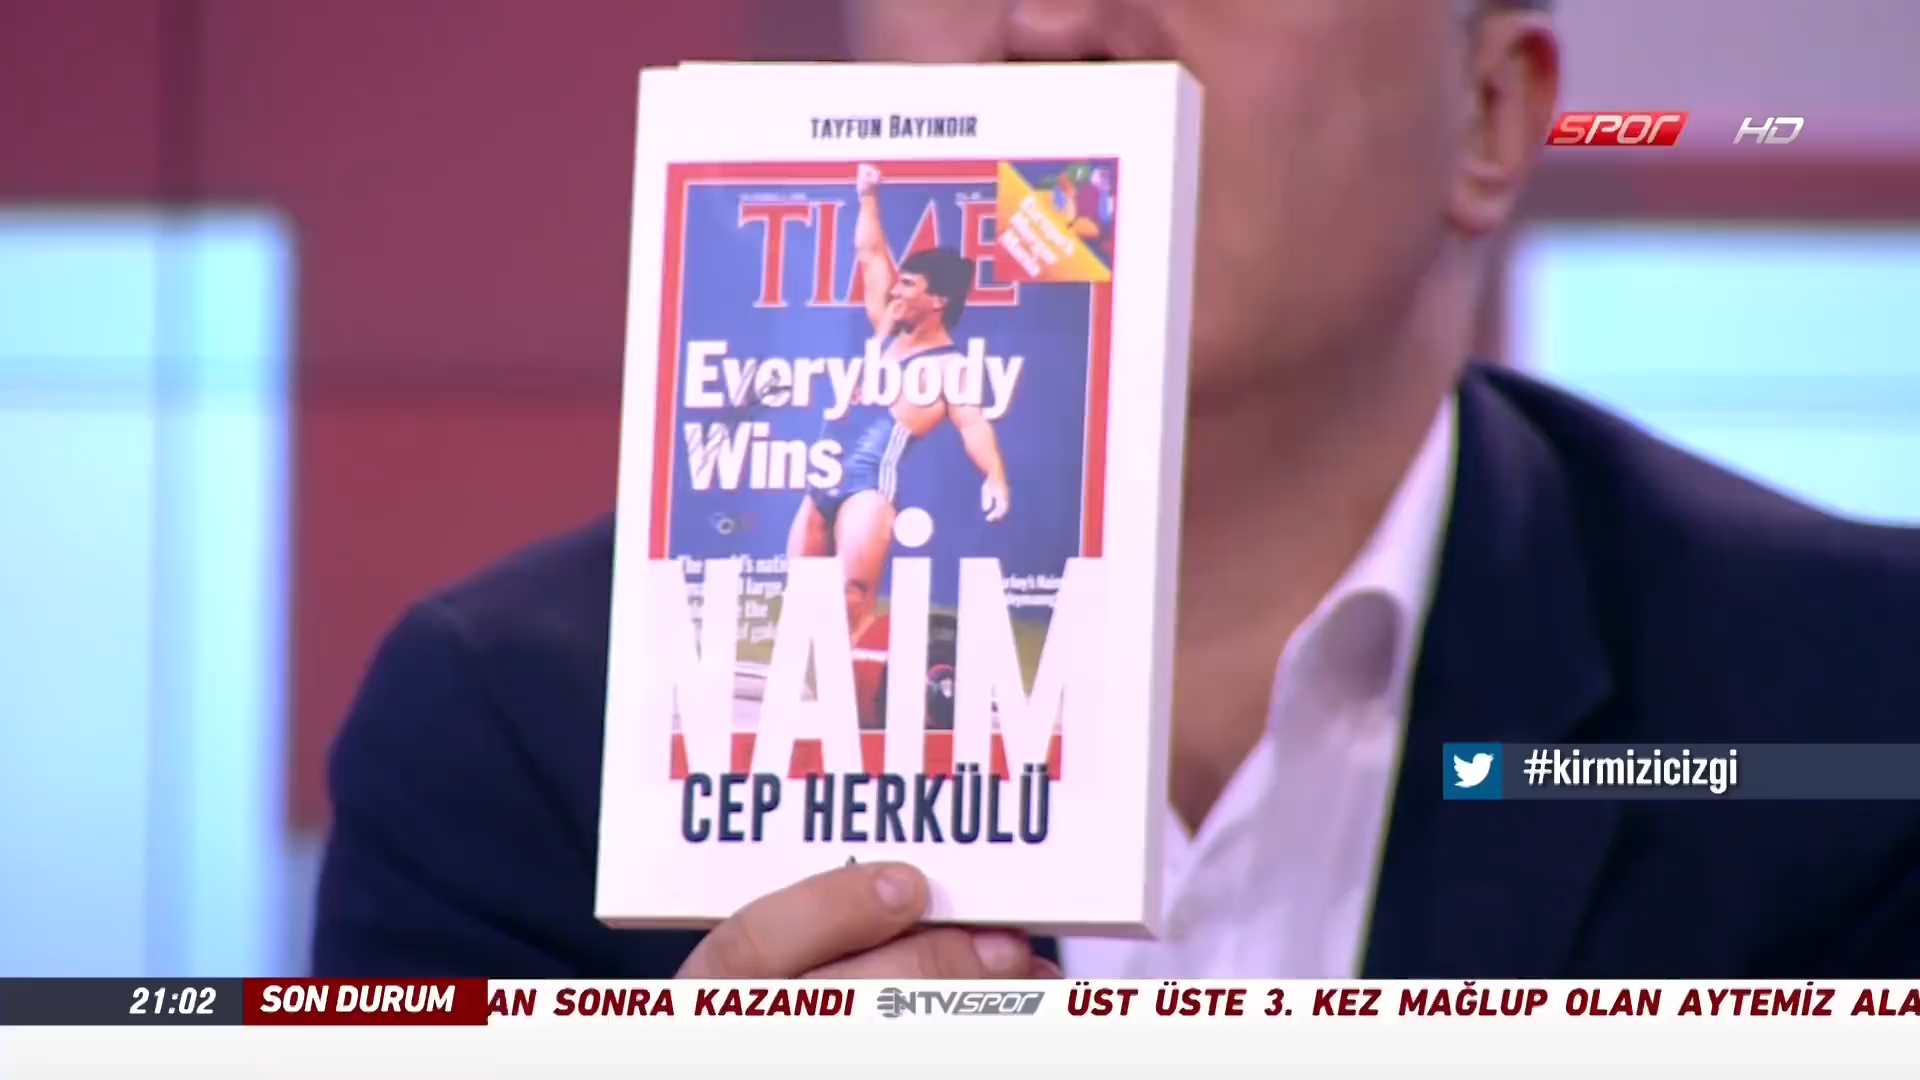 TAYFUN BAYINDIR
TIME
Everybody
Wins
NAİM
CEP HERKÜLÜ
SPOR HD
#kirmizicizgi
21:02 SON DURUM AN SONRA KAZANDI NTVSPOR ÜST ÜSTE 3. KEZ MAĞLUP OLAN AYTEMİZ ALA